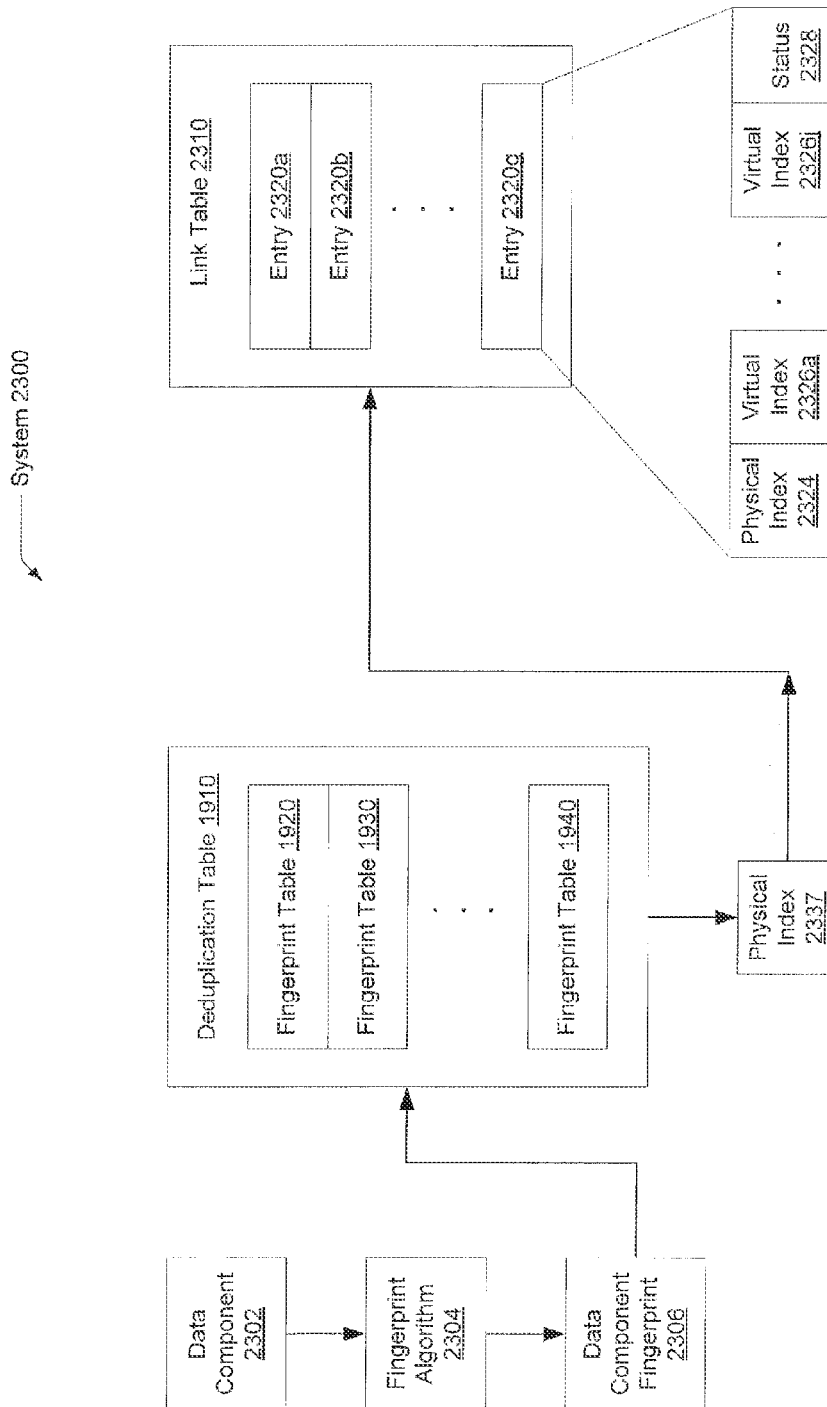 System 2300
Data
Component
2302
Fingerprint
Algorithm
2304
Data
Component
Fingerprint
2306
Deduplication Table 1910
Fingerprint Table 1920
Fingerprint Table 1930
. . .
Fingerprint Table 1940
Physical
Index
2337
Link Table 2310
Entry 2320a
Entry 2320b
. . .
Entry 2320g
Physical
Index
2324
Virtual
Index
2326a
. . .
Virtual
Index
2326j
Status
2328